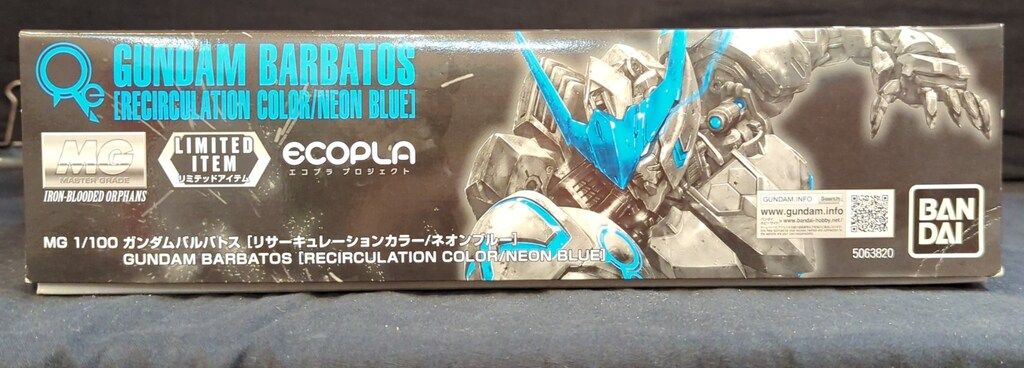 GUNDAM BARBATOS
[RECIRCULATION COLOR/NEON BLUE]
MG
MASTER GRADE
IRON-BLOODED ORPHANS
LIMITED
ITEM
リミテッドアイテム
ECOPLA
エコプラ プロジェクト
MG 1/100 ガンダムバルバトス [リサーキュレーションカラー/ネオンブルー]
GUNDAM BARBATOS [RECIRCULATION COLOR/NEON BLUE]
GUNDAM.INFO
www.gundam.info
www.bandai-hobby.net/
BAN
DAI
5063820